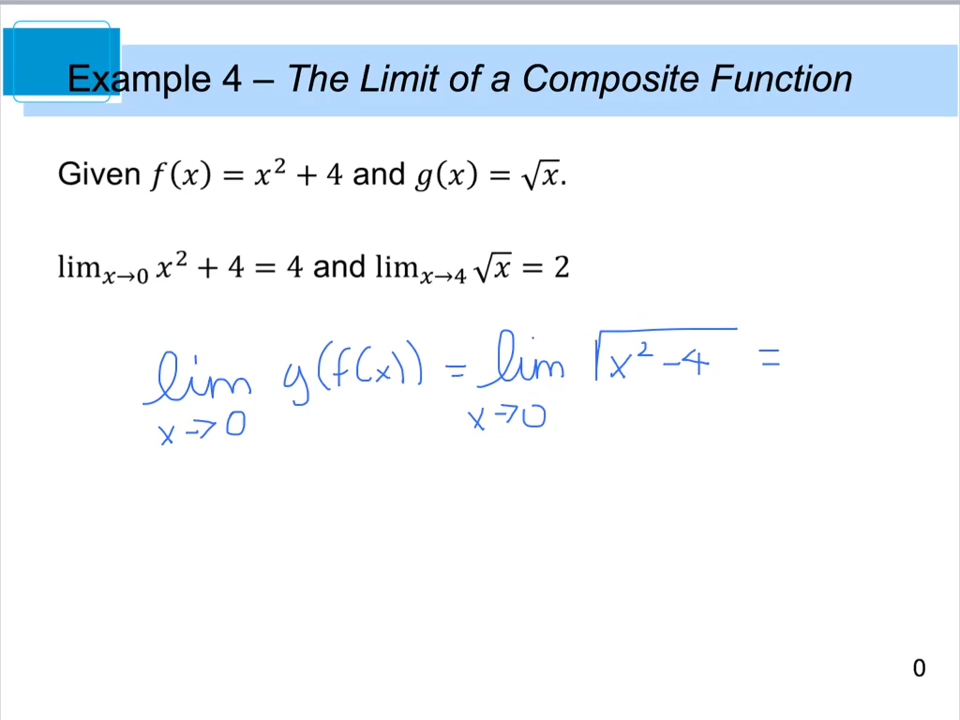 Example 4 – The Limit of a Composite Function
Given f(x) = x² + 4 and g(x) = √x.
lim_{x→0} x² + 4 = 4 and lim_{x→4} √x = 2
lim_{x→0} g(f(x)) = lim_{x→0} √(x² - 4) =
0